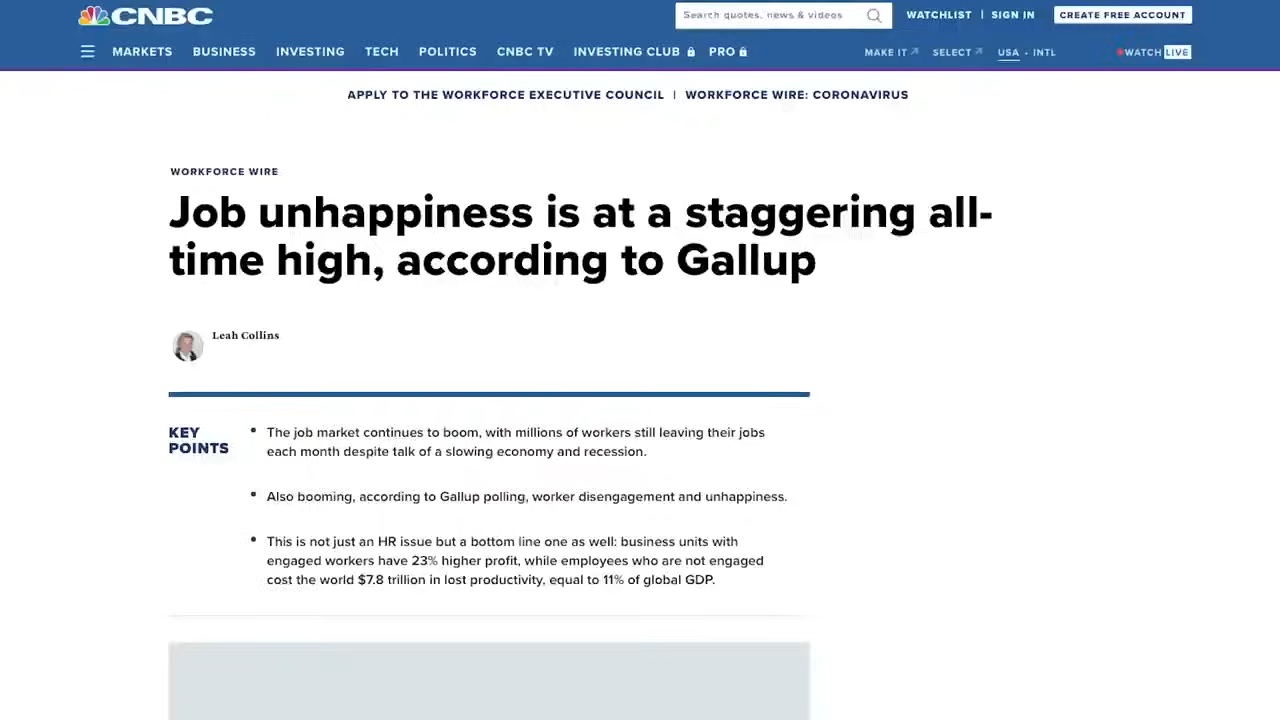 CNBC
Search quotes, news & videos
WATCHLIST | SIGN IN
CREATE FREE ACCOUNT
MARKETS BUSINESS INVESTING TECH POLITICS CNBC TV INVESTING CLUB PRO
MAKE IT SELECT USA • INTL
WATCH LIVE
APPLY TO THE WORKFORCE EXECUTIVE COUNCIL | WORKFORCE WIRE: CORONAVIRUS
WORKFORCE WIRE
Job unhappiness is at a staggering all-
time high, according to Gallup
Leah Collins
KEY
POINTS
• The job market continues to boom, with millions of workers still leaving their jobs
each month despite talk of a slowing economy and recession.
• Also booming, according to Gallup polling, worker disengagement and unhappiness.
• This is not just an HR issue but a bottom line one as well: business units with
engaged workers have 23% higher profit, while employees who are not engaged
cost the world $7.8 trillion in lost productivity, equal to 11% of global GDP.